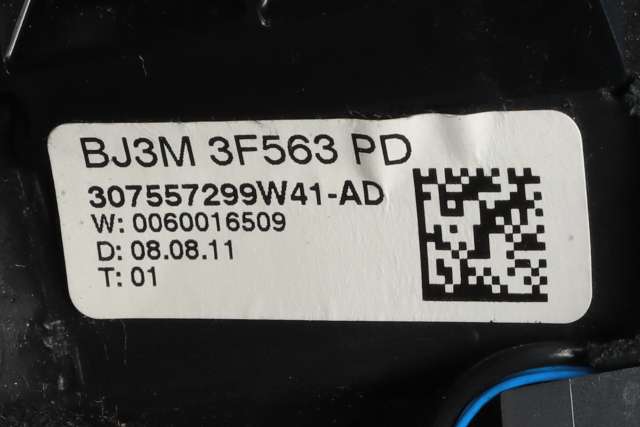 BJ3M 3F563 PD
307557299W41-AD
W: 0060016509
D: 08.08.11
T: 01